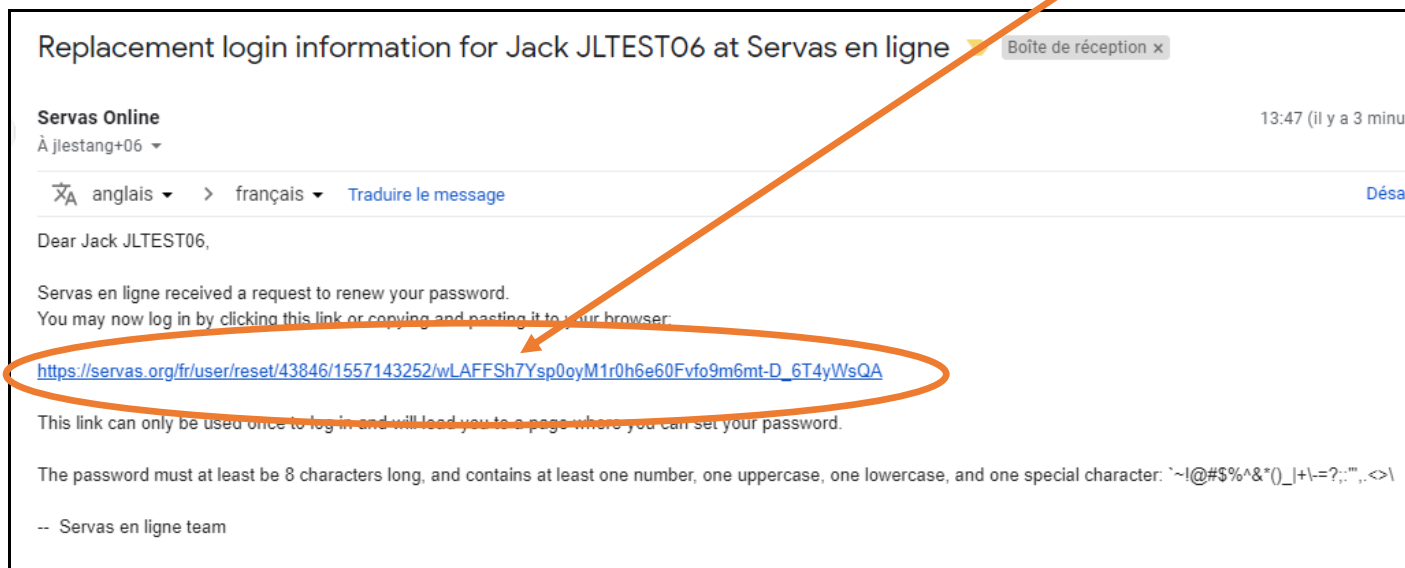 Replacement login information for Jack JLTEST06 at Servas en ligne Boîte de réception x
Servas Online 13:47 (il y a 3 minu
À jlestang+06
anglais > français Traduire le message Désa
Dear Jack JLTEST06,
Servas en ligne received a request to renew your password.
You may now log in by clicking this link or copying and pasting it to your browser:
https://servas.org/fr/user/reset/43846/1557143252/wLAFFSh7Ysp0oyM1r0h6e60Fvfo9m6mt-D_6T4yWsQA
This link can only be used once to log in and will lead you to a page where you can set your password.
The password must at least be 8 characters long, and contains at least one number, one uppercase, one lowercase, and one special character: `~!@#$%^&*()_|+\-=?;:'",.<>\
-- Servas en ligne team